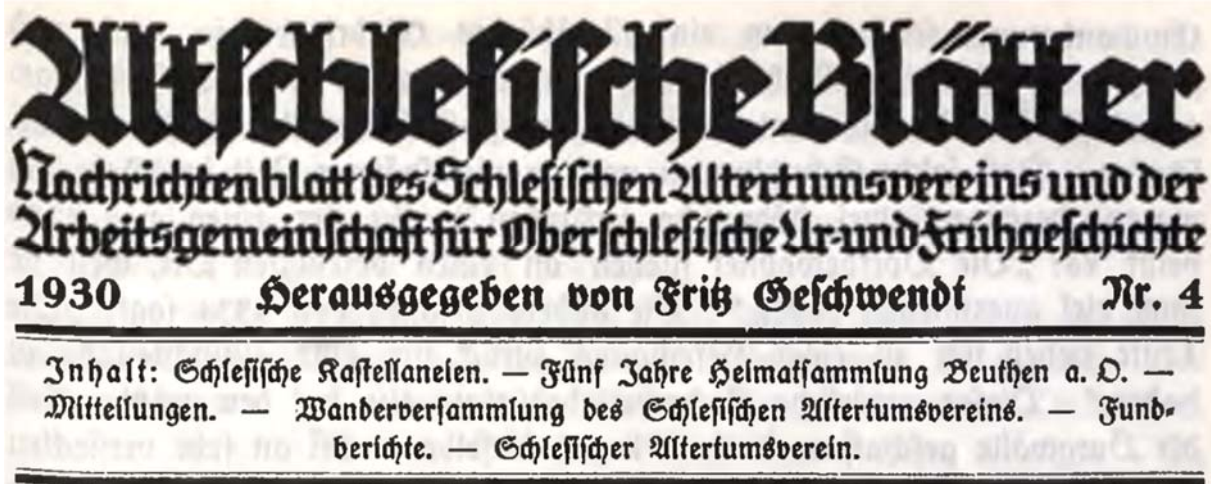 Altschlesische Blätter
Nachrichtenblatt des Schlesischen Altertumsvereins und der
Arbeitsgemeinschaft für Oberschlesische Ur- und Frühgeschichte
1930 Herausgegeben von Fritz Geschwendt Nr. 4
Inhalt: Schlesische Kastellaneien. — Fünf Jahre Heimatsammlung Beuthen a. O. —
Mitteilungen. — Wanderversammlung des Schlesischen Altertumsvereins. — Fund-
berichte. — Schlesischer Altertumsverein.